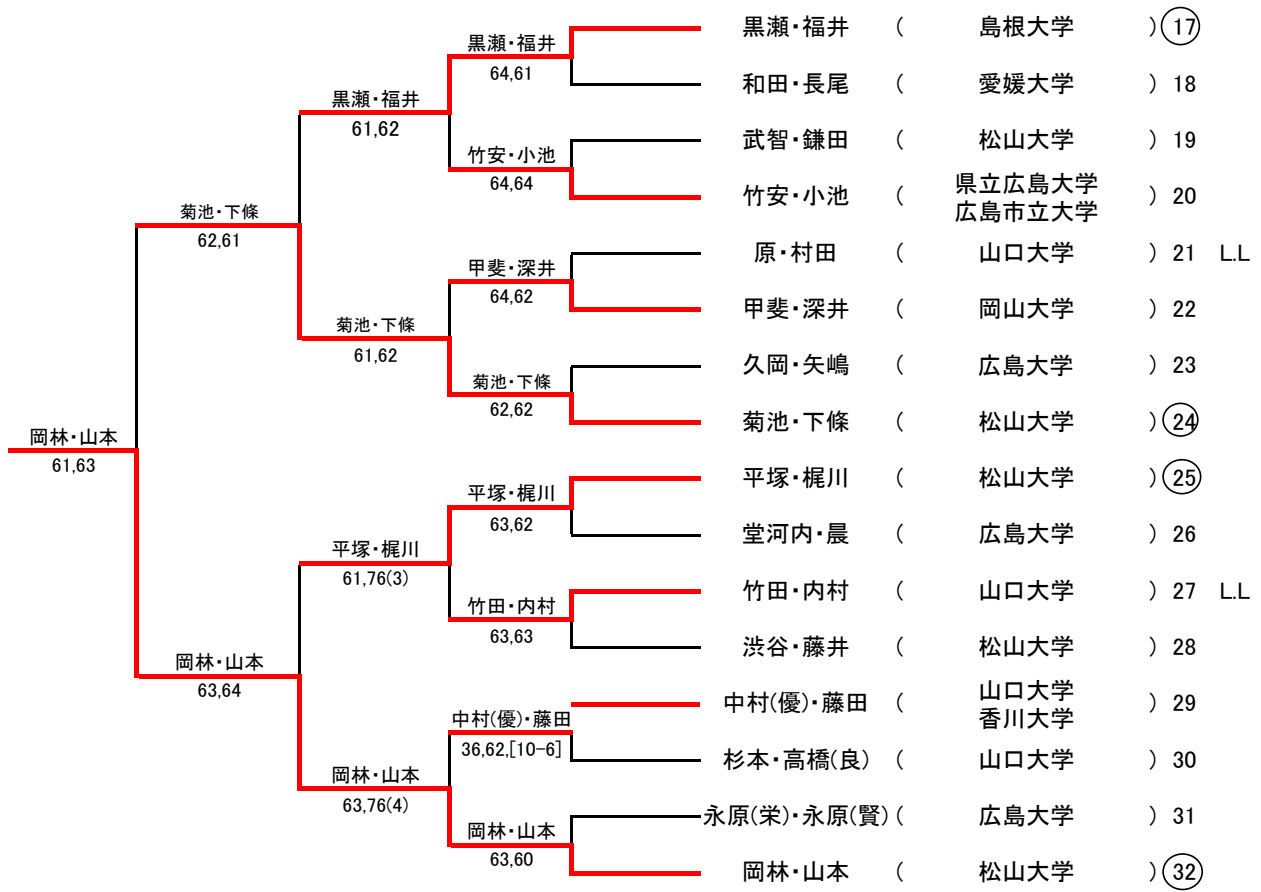 黒瀬・福井 ( 島根大学 ) 17
黒瀬・福井
64,61
和田・長尾 ( 愛媛大学 ) 18
黒瀬・福井
61,62
武智・鎌田 ( 松山大学 ) 19
竹安・小池
64,64
竹安・小池 ( 県立広島大学
広島市立大学 ) 20
菊池・下條
62,61
原・村田 ( 山口大学 ) 21 L.L
甲斐・深井
64,62
甲斐・深井 ( 岡山大学 ) 22
菊池・下條
61,62
久岡・矢嶋 ( 広島大学 ) 23
菊池・下條
62,62
菊池・下條 ( 松山大学 ) 24
岡林・山本
61,63
平塚・梶川 ( 松山大学 ) 25
平塚・梶川
63,62
堂河内・晨 ( 広島大学 ) 26
平塚・梶川
61,76(3)
竹田・内村 ( 山口大学 ) 27 L.L
竹田・内村
63,63
渋谷・藤井 ( 松山大学 ) 28
岡林・山本
63,64
中村(優)・藤田 ( 山口大学
香川大学 ) 29
中村(優)・藤田
36,62,[10-6]
杉本・高橋(良) ( 山口大学 ) 30
岡林・山本
63,76(4)
永原(栄)・永原(賢) ( 広島大学 ) 31
岡林・山本
63,60
岡林・山本 ( 松山大学 ) 32